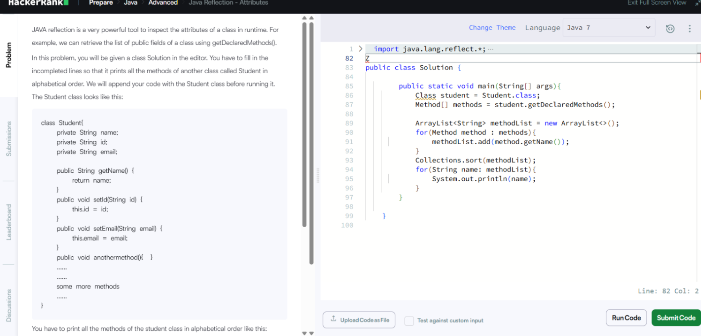 HackerRank
Prepare
Java
Advanced
Java Reflection - Attributes
Exit Full Screen View
Problem
Submissions
Leaderboard
Discussions
JAVA reflection is a very powerful tool to inspect the attributes of a class in runtime. For
example, we can retrieve the list of public fields of a class using getDeclaredMethods().
In this problem, you will be given a class Solution in the editor. You have to fill in the
incompleted lines so that it prints all the methods of another class called Student in
alphabetical order. We will append your code with the Student class before running it.
The Student class looks like this:
class Student{
private String name;
private String id;
private String email;
public String getName() {
return name;
}
public void setId(String id) {
this.id = id;
}
public void setEmail(String email) {
this.email = email;
}
public void anothermethod(){ }
......
......
some more methods
......
}
You have to print all the methods of the student class in alphabetical order like this:
Change Theme Language Java 7
1 import java.lang.reflect.*;
82 Z
83 public class Solution {
84
85 public static void main(String[] args){
86 Class student = Student.class;
87 Method[] methods = student.getDeclaredMethods();
88
89 ArrayList<String> methodList = new ArrayList<>();
90 for(Method method : methods){
91 methodList.add(method.getName());
92 }
93 Collections.sort(methodList);
94 for(String name: methodList){
95 System.out.println(name);
96 }
97 }
98
99 }
100
Line: 82 Col: 2
Upload Code as File
Test against custom input
Run Code
Submit Code